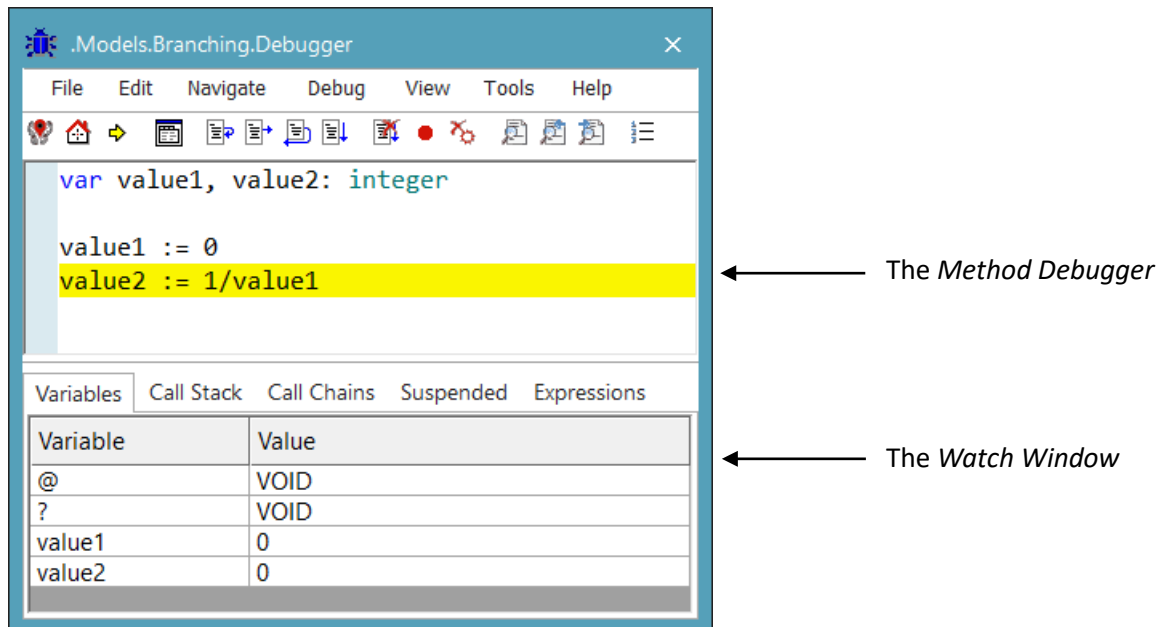 .Models.Branching.Debugger
File Edit Navigate Debug View Tools Help
var value1, value2: integer
value1 := 0
value2 := 1/value1
The Method Debugger
Variables Call Stack Call Chains Suspended Expressions
Variable Value
@ VOID
? VOID
value1 0
value2 0
The Watch Window